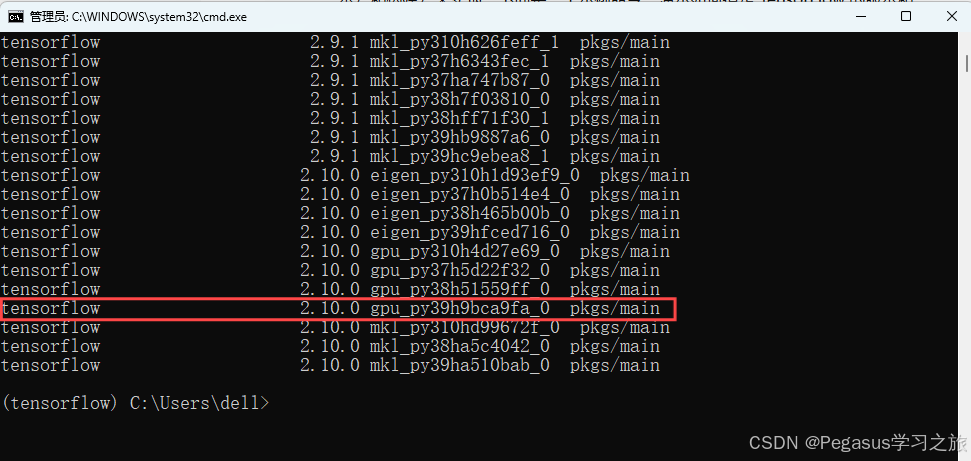 管理员: C:\WINDOWS\system32\cmd.exe
tensorflow 2.9.1 mkl_py310h626feff_1 pkgs/main
tensorflow 2.9.1 mkl_py37h6343fec_1 pkgs/main
tensorflow 2.9.1 mkl_py37ha747b87_0 pkgs/main
tensorflow 2.9.1 mkl_py38h7f03810_0 pkgs/main
tensorflow 2.9.1 mkl_py38hff71f30_1 pkgs/main
tensorflow 2.9.1 mkl_py39hb9887a6_0 pkgs/main
tensorflow 2.9.1 mkl_py39hc9ebea8_1 pkgs/main
tensorflow 2.10.0 eigen_py310h1d93ef9_0 pkgs/main
tensorflow 2.10.0 eigen_py37h0b514e4_0 pkgs/main
tensorflow 2.10.0 eigen_py38h465b00b_0 pkgs/main
tensorflow 2.10.0 eigen_py39hfced716_0 pkgs/main
tensorflow 2.10.0 gpu_py310h4d27e69_0 pkgs/main
tensorflow 2.10.0 gpu_py37h5d22f32_0 pkgs/main
tensorflow 2.10.0 gpu_py38h51559ff_0 pkgs/main
tensorflow 2.10.0 gpu_py39h9bca9fa_0 pkgs/main
tensorflow 2.10.0 mkl_py310hd99672f_0 pkgs/main
tensorflow 2.10.0 mkl_py38ha5c4042_0 pkgs/main
tensorflow 2.10.0 mkl_py39ha510bab_0 pkgs/main
(tensorflow) C:\Users\dell>
CSDN @Pegasus学习之旅